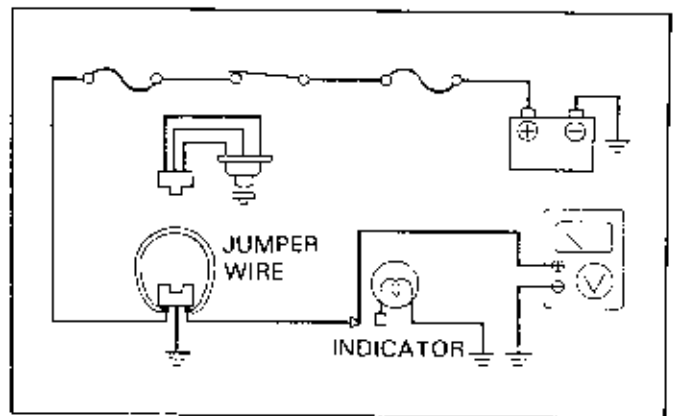 + −
JUMPER
WIRE
+
− V
INDICATOR